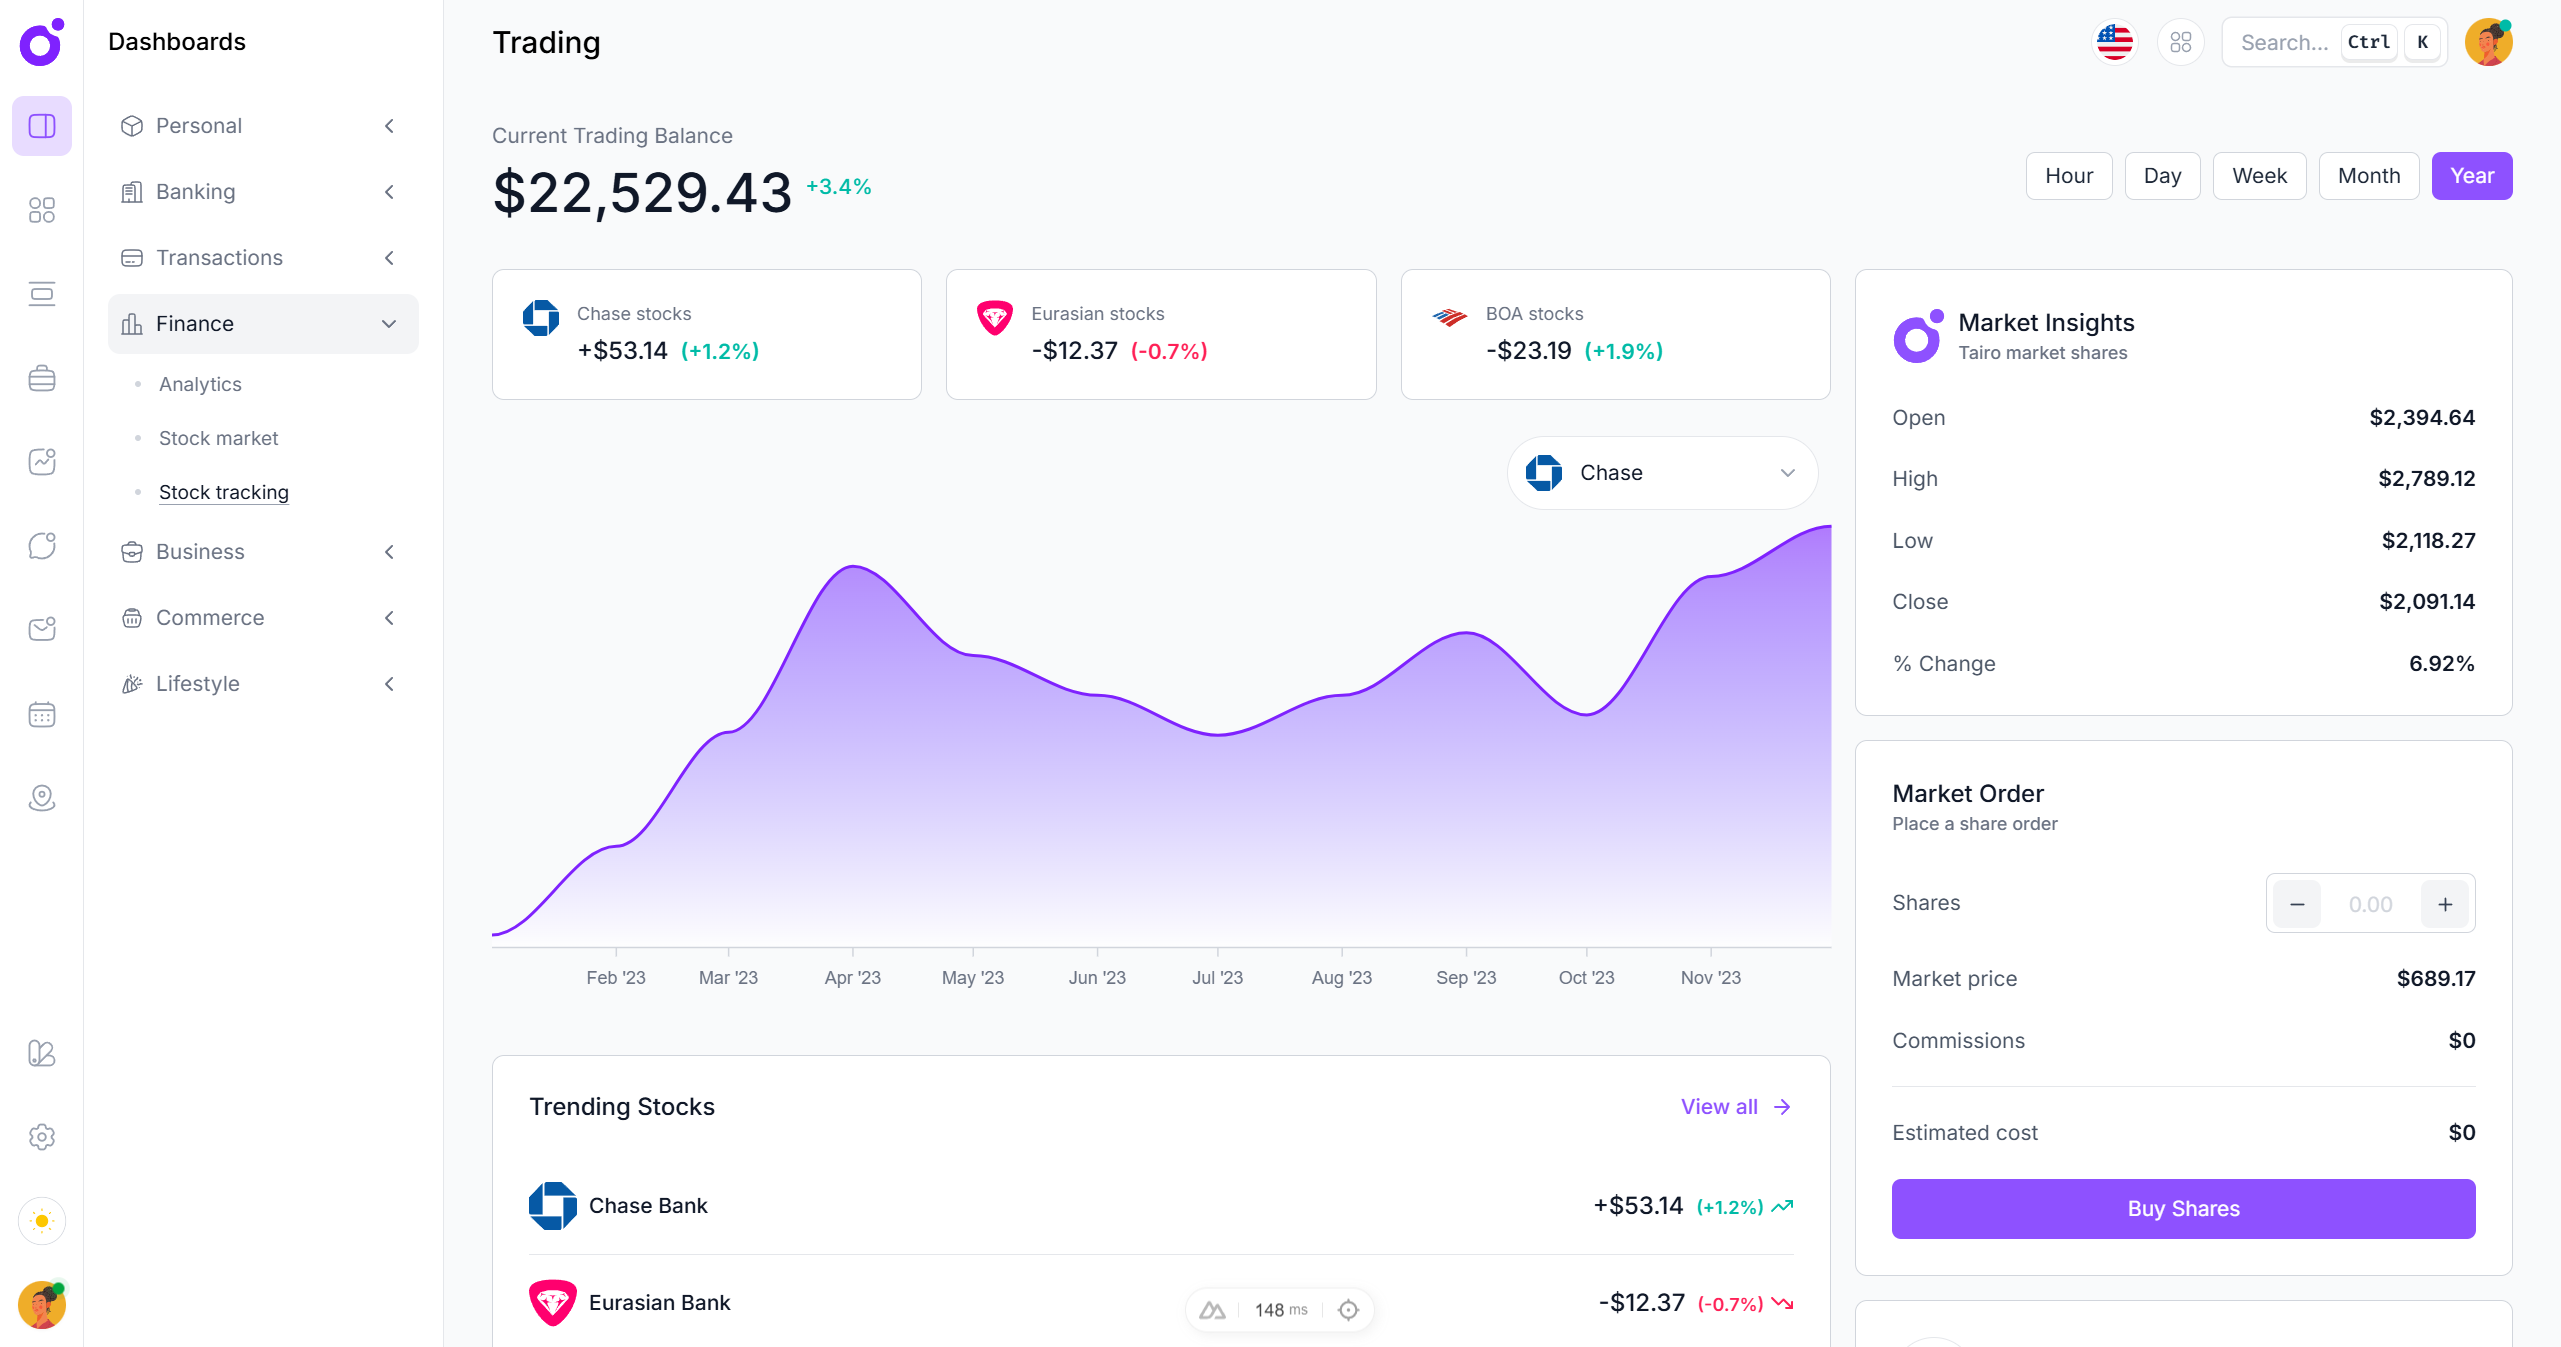 Dashboards
Personal
Banking
Transactions
Finance
Analytics
Stock market
Stock tracking
Business
Commerce
Lifestyle
Trading
Search... Ctrl K
Current Trading Balance
$22,529.43 +3.4%
Hour Day Week Month Year
Chase stocks
+$53.14 (+1.2%)
Eurasian stocks
-$12.37 (-0.7%)
BOA stocks
-$23.19 (+1.9%)
Chase
Feb '23 Mar '23 Apr '23 May '23 Jun '23 Jul '23 Aug '23 Sep '23 Oct '23 Nov '23
Trending Stocks View all
Chase Bank +$53.14 (+1.2%)
Eurasian Bank -$12.37 (-0.7%)
148 ms
Market Insights
Tairo market shares
Open $2,394.64
High $2,789.12
Low $2,118.27
Close $2,091.14
% Change 6.92%
Market Order
Place a share order
Shares − 0.00 +
Market price $689.17
Commissions $0
Estimated cost $0
Buy Shares